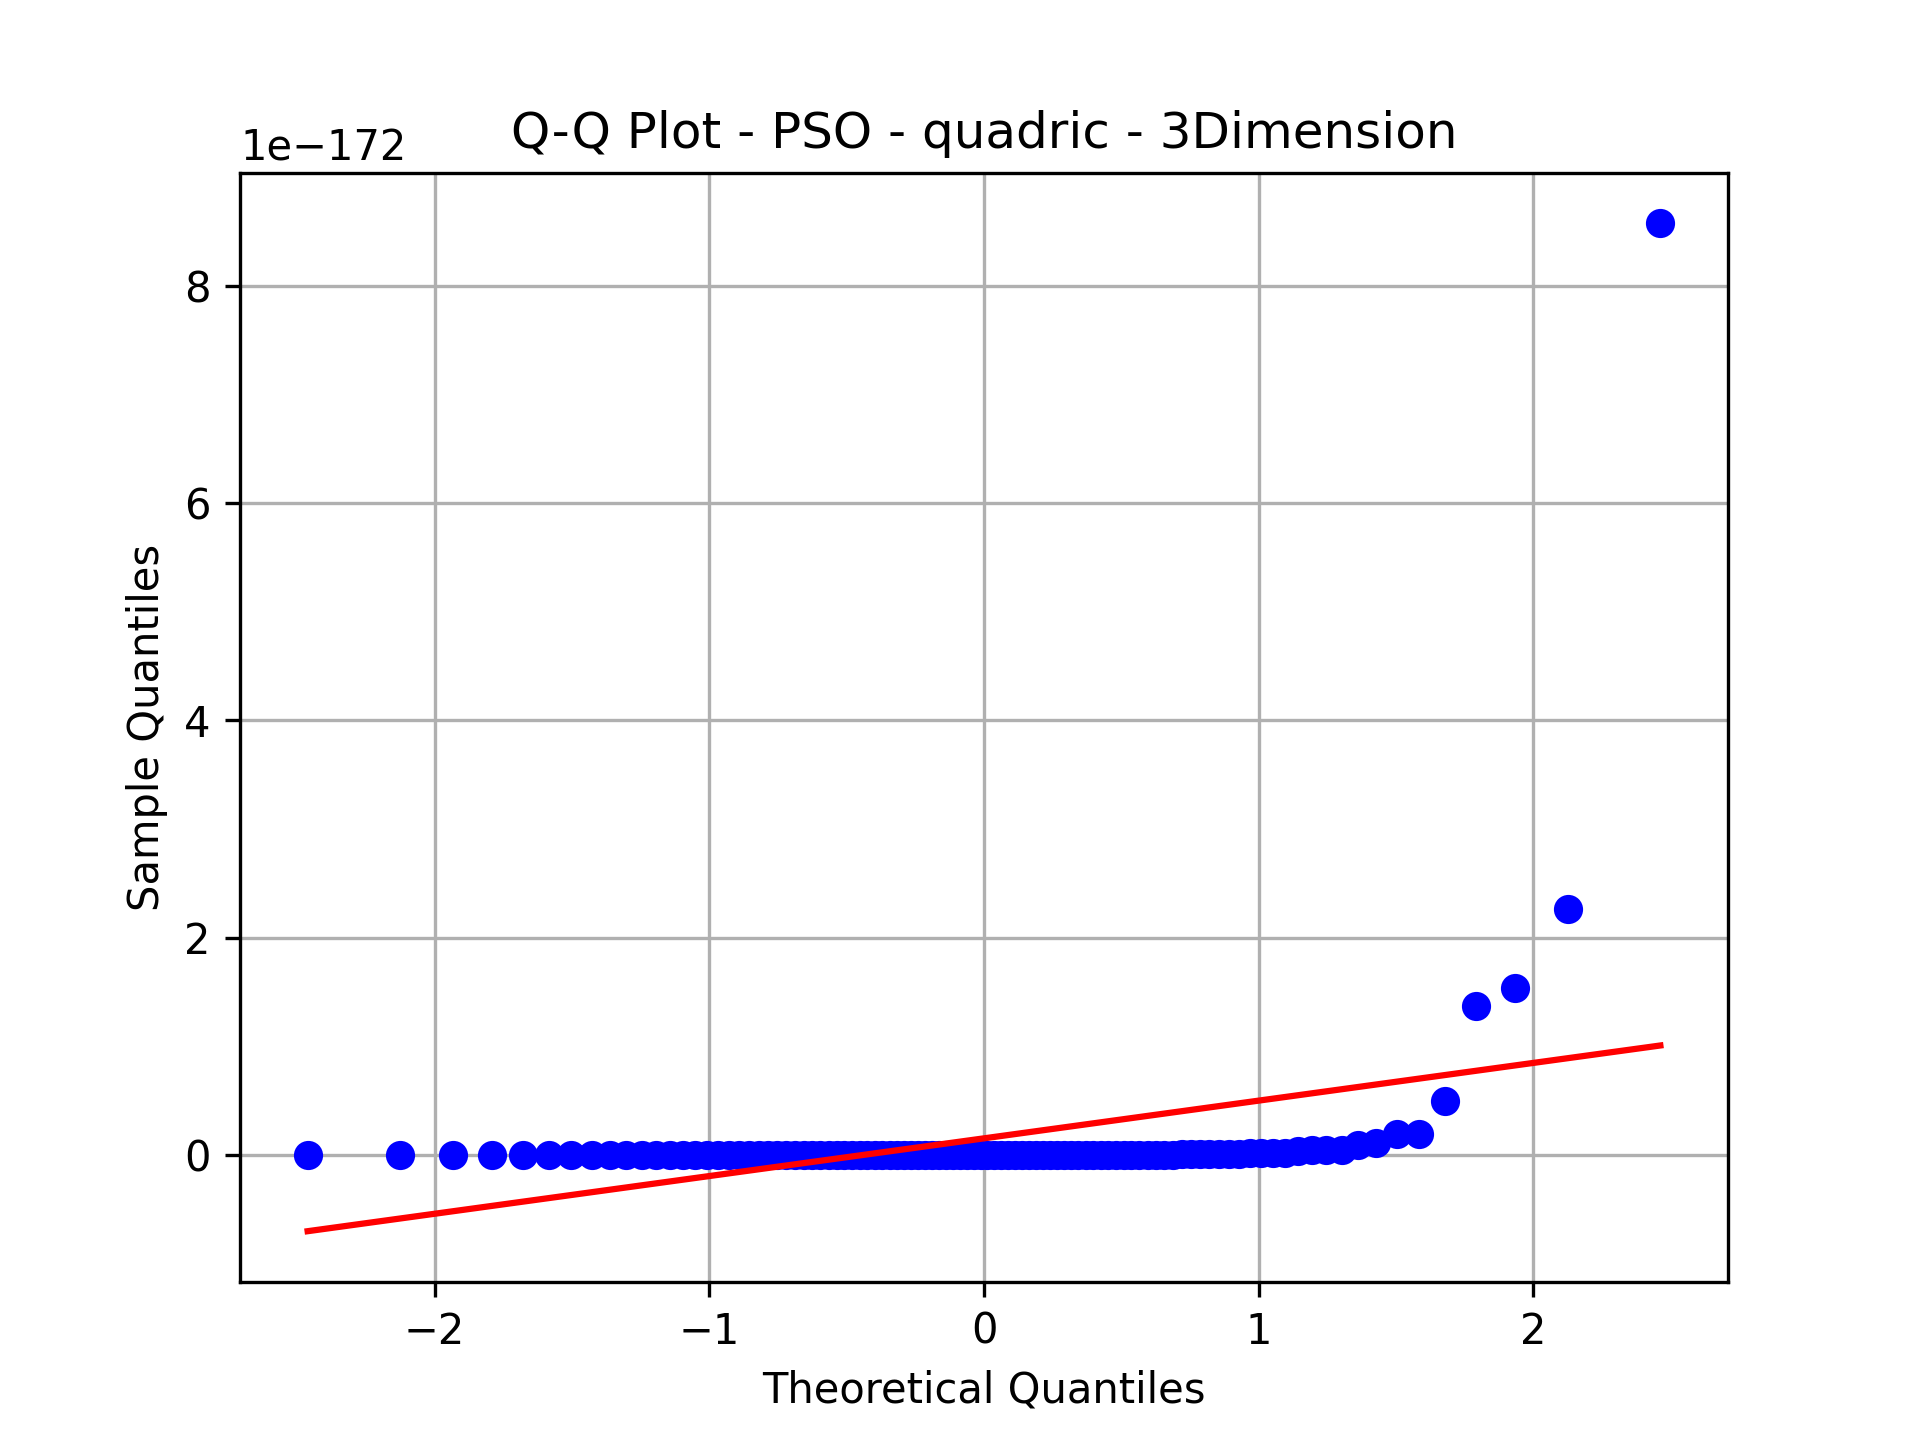 Q-Q Plot - PSO - quadric - 3Dimension
1e−172
8
6
4
2
0
Sample Quantiles
−2 −1 0 1 2
Theoretical Quantiles